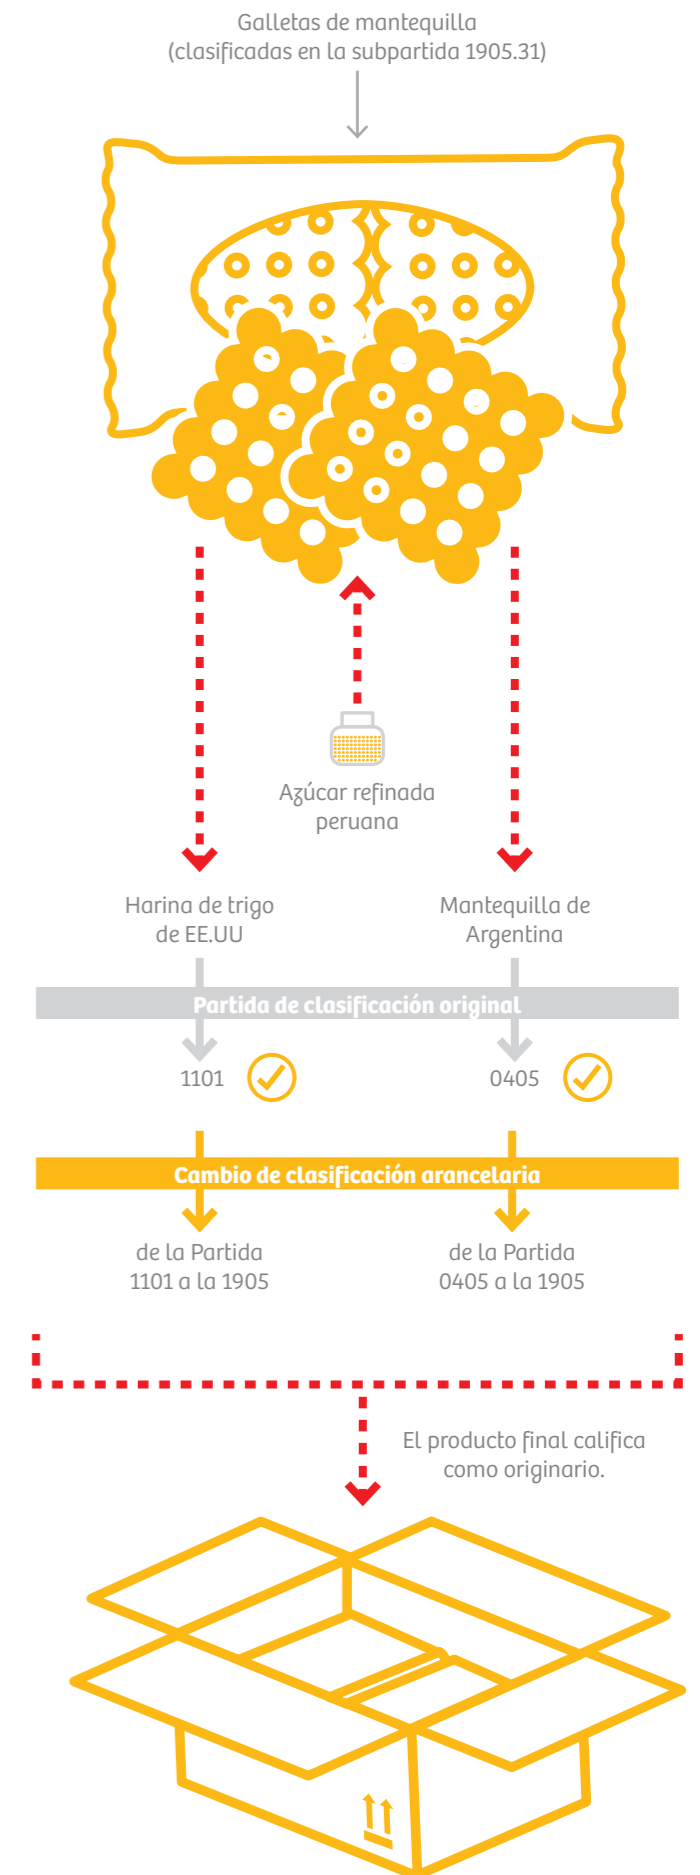 Galletas de mantequilla
(clasificadas en la subpartida 1905.31)
Azúcar refinada
peruana
Harina de trigo
de EE.UU
Mantequilla de
Argentina
Partida de clasificación original
1101
0405
Cambio de clasificación arancelaria
de la Partida
1101 a la 1905
de la Partida
0405 a la 1905
El producto final califica
como originario.